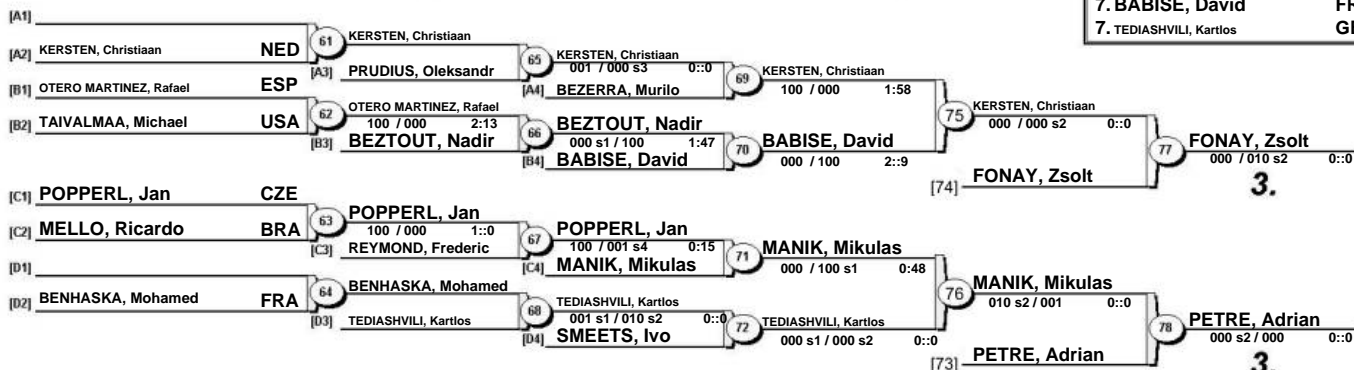 7. BABISE, David FR
7. TEDIASHVILI, Kartlos
[A1]
[A2] KERSTEN, Christiaan NED
61 KERSTEN, Christiaan
[A3] PRUDIUS, Oleksandr
65 KERSTEN, Christiaan
001 / 000 s3 0::0
[A4] BEZERRA, Murilo
69 KERSTEN, Christiaan
100 / 000 1:58
[B1] OTERO MARTINEZ, Rafael ESP
[B2] TAIVALMAA, Michael USA
62 OTERO MARTINEZ, Rafael
100 / 000 2:13
[B3] BEZTOUT, Nadir
66 BEZTOUT, Nadir
000 s1 / 100 1:47
[B4] BABISE, David
70 BABISE, David
000 / 100 2::9
75 KERSTEN, Christiaan
000 / 000 s2 0::0
[74] FONAY, Zsolt
77 FONAY, Zsolt
000 / 010 s2 0::0
3.
[C1] POPPERL, Jan CZE
[C2] MELLO, Ricardo BRA
63 POPPERL, Jan
100 / 000 1::0
[C3] REYMOND, Frederic
67 POPPERL, Jan
100 / 001 s4 0:15
[C4] MANIK, Mikulas
71 MANIK, Mikulas
000 / 100 s1 0:48
[D1]
[D2] BENHASKA, Mohamed FRA
64 BENHASKA, Mohamed
[D3] TEDIASHVILI, Kartlos
68 TEDIASHVILI, Kartlos
001 s1 / 010 s2 0::0
[D4] SMEETS, Ivo
72 TEDIASHVILI, Kartlos
000 s1 / 000 s2 0::0
76 MANIK, Mikulas
010 s2 / 001 0::0
[73] PETRE, Adrian
78 PETRE, Adrian
000 s2 / 000 0::0
3.